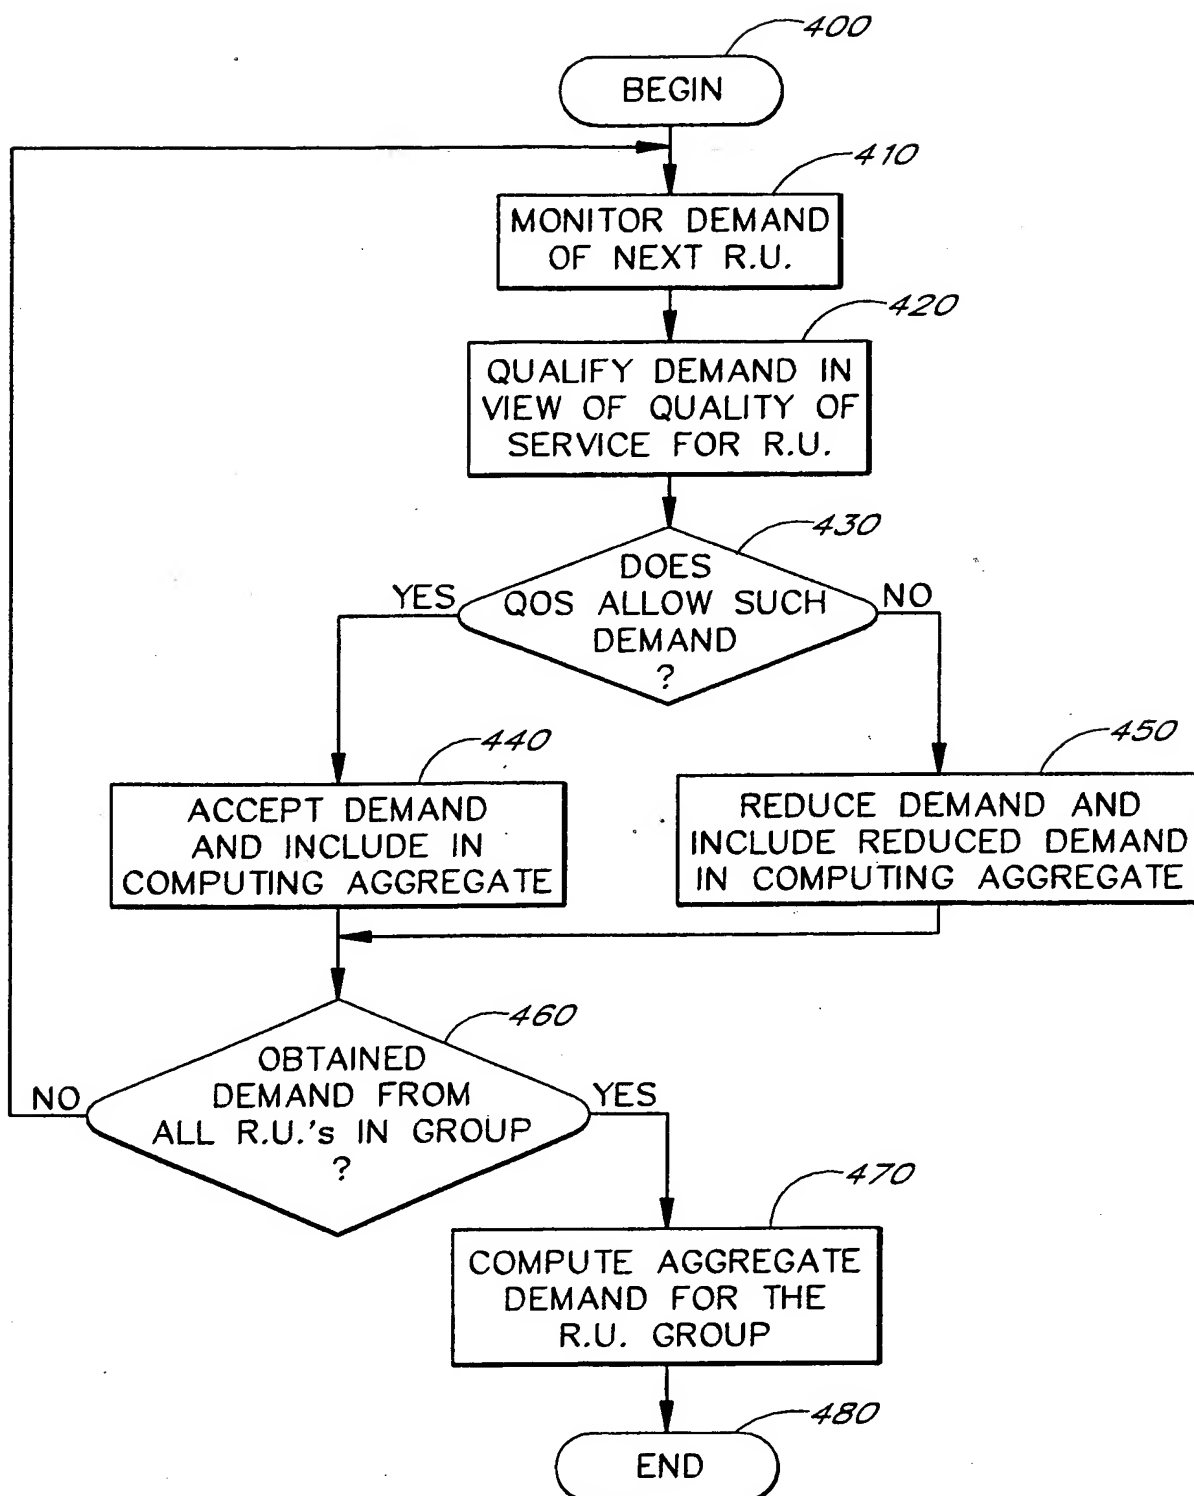 400
BEGIN
410
MONITOR DEMAND
OF NEXT R.U.
420
QUALIFY DEMAND IN
VIEW OF QUALITY OF
SERVICE FOR R.U.
430
DOES
QOS ALLOW SUCH
DEMAND
?
YES
NO
440
ACCEPT DEMAND
AND INCLUDE IN
COMPUTING AGGREGATE
450
REDUCE DEMAND AND
INCLUDE REDUCED DEMAND
IN COMPUTING AGGREGATE
460
OBTAINED
DEMAND FROM
ALL R.U.'s IN GROUP
?
NO
YES
470
COMPUTE AGGREGATE
DEMAND FOR THE
R.U. GROUP
480
END